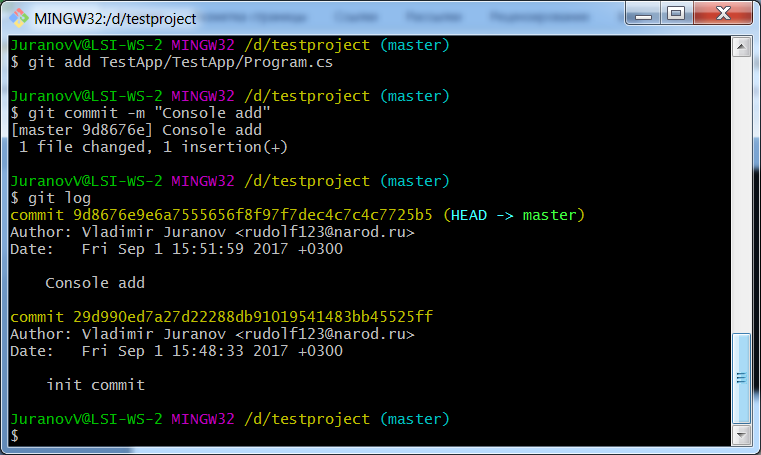 MINGW32:/d/testproject
JuranovV@LSI-WS-2 MINGW32 /d/testproject (master)
$ git add TestApp/TestApp/Program.cs
JuranovV@LSI-WS-2 MINGW32 /d/testproject (master)
$ git commit -m "Console add"
[master 9d8676e] Console add
1 file changed, 1 insertion(+)
JuranovV@LSI-WS-2 MINGW32 /d/testproject (master)
$ git log
commit 9d8676e9e6a7555656f8f97f7dec4c7c4c7725b5 (HEAD -> master)
Author: Vladimir Juranov <rudolf123@narod.ru>
Date:   Fri Sep 1 15:51:59 2017 +0300
Console add
commit 29d990ed7a27d22288db91019541483bb45525ff
Author: Vladimir Juranov <rudolf123@narod.ru>
Date:   Fri Sep 1 15:48:33 2017 +0300
init commit
JuranovV@LSI-WS-2 MINGW32 /d/testproject (master)
$